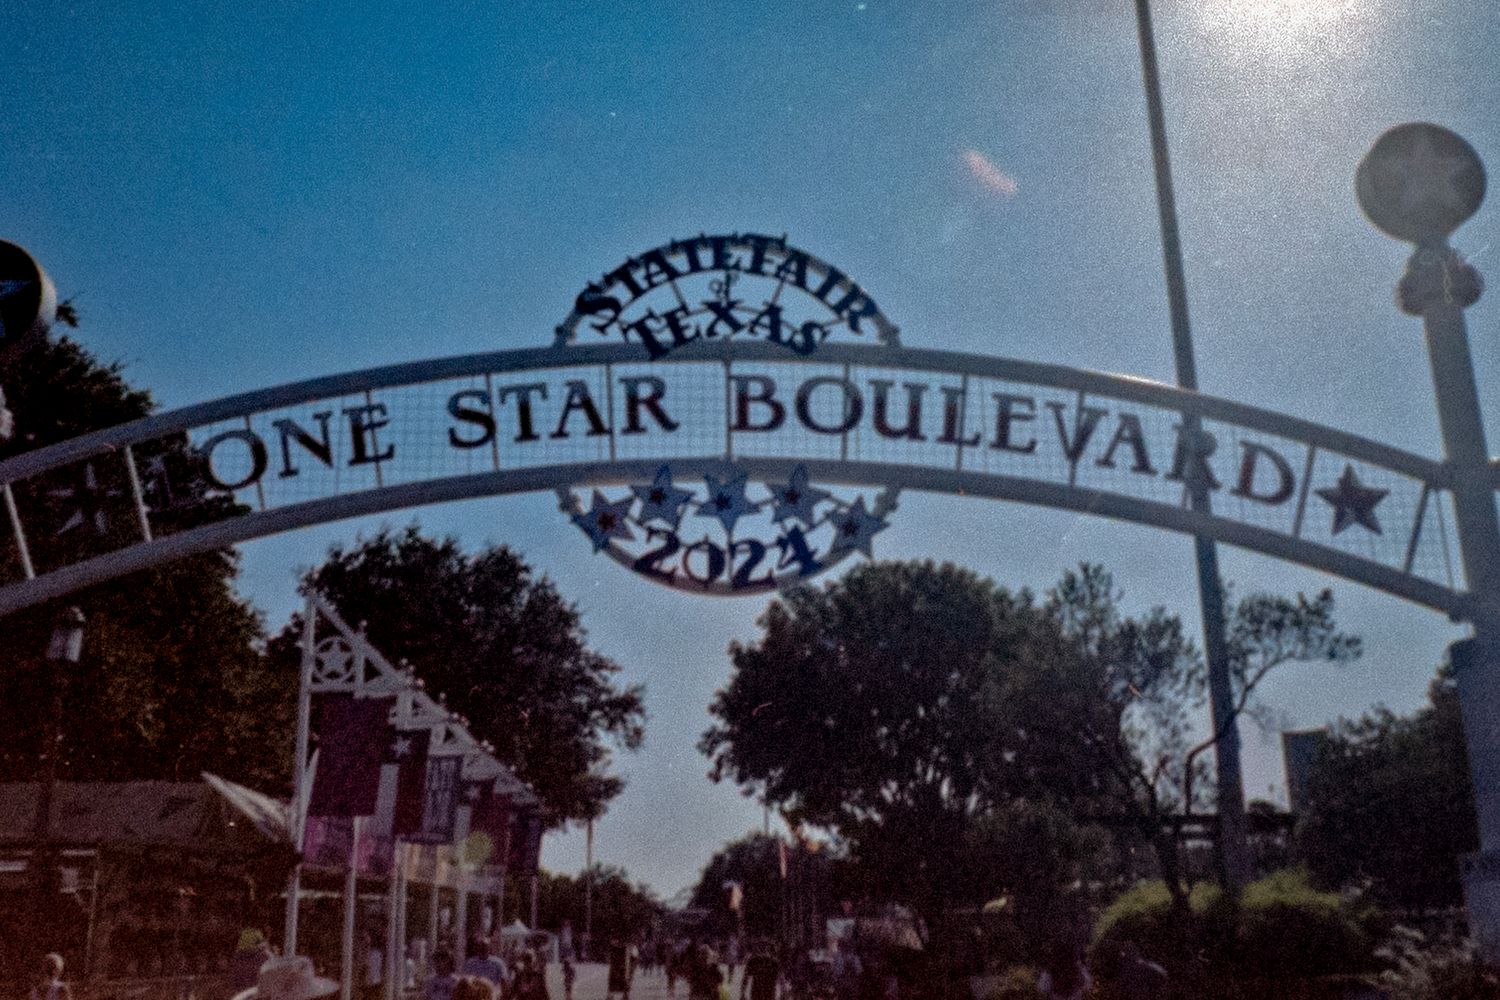 STATE FAIR
of
TEXAS
LONE STAR BOULEVARD
2024